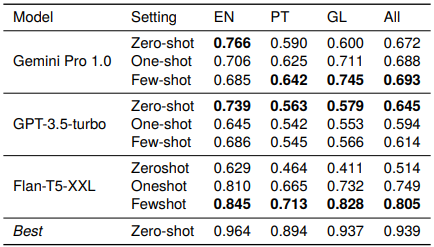 Model Setting EN PT GL All
Zero-shot 0.766 0.590 0.600 0.672
Gemini Pro 1.0 One-shot 0.706 0.625 0.711 0.688
Few-shot 0.685 0.642 0.745 0.693
Zero-shot 0.739 0.563 0.579 0.645
GPT-3.5-turbo One-shot 0.645 0.542 0.553 0.594
Few-shot 0.686 0.545 0.566 0.614
Zeroshot 0.629 0.464 0.411 0.514
Flan-T5-XXL Oneshot 0.810 0.665 0.732 0.749
Fewshot 0.845 0.713 0.828 0.805
Best Zero-shot 0.964 0.894 0.937 0.939